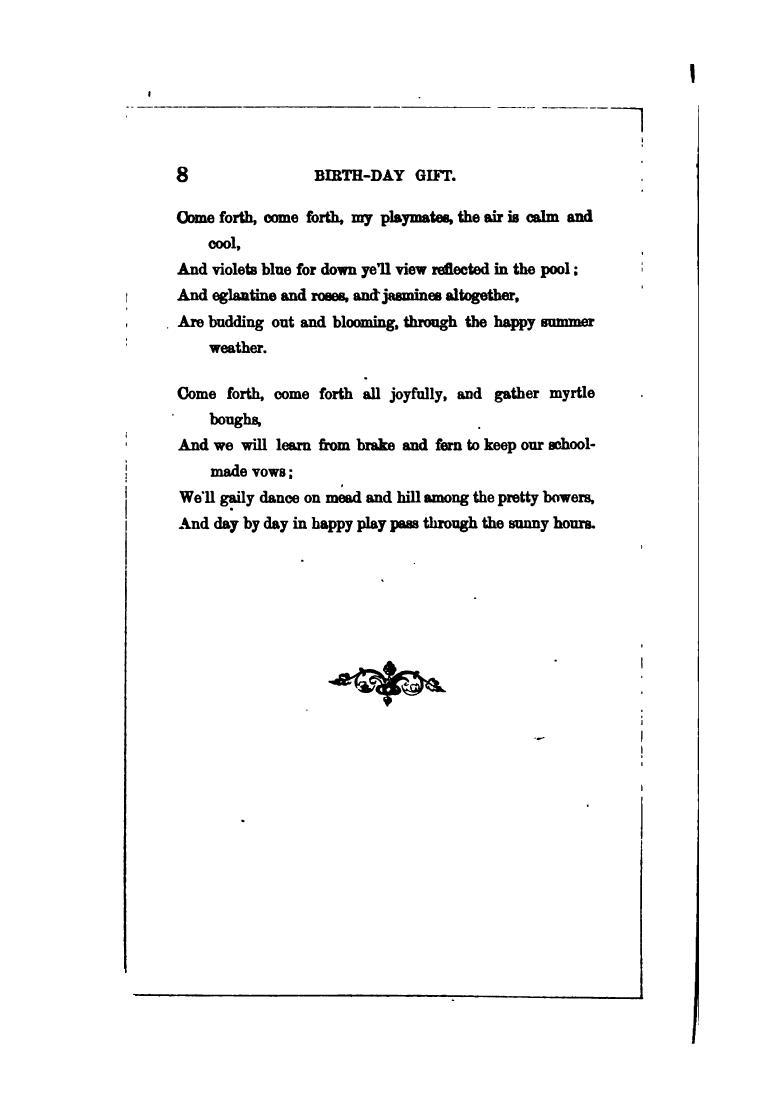 8 BIRTH-DAY GIFT.
Come forth, come forth, my playmates, the air is calm and
cool,
And violets blue for down ye'll view reflected in the pool;
And eglantine and roses, and jasmines altogether,
Are budding out and blooming, through the happy summer
weather.
Come forth, come forth all joyfully, and gather myrtle
boughs,
And we will learn from brake and fern to keep our school-
made vows;
We'll gaily dance on mead and hill among the pretty bowers,
And day by day in happy play pass through the sunny hours.